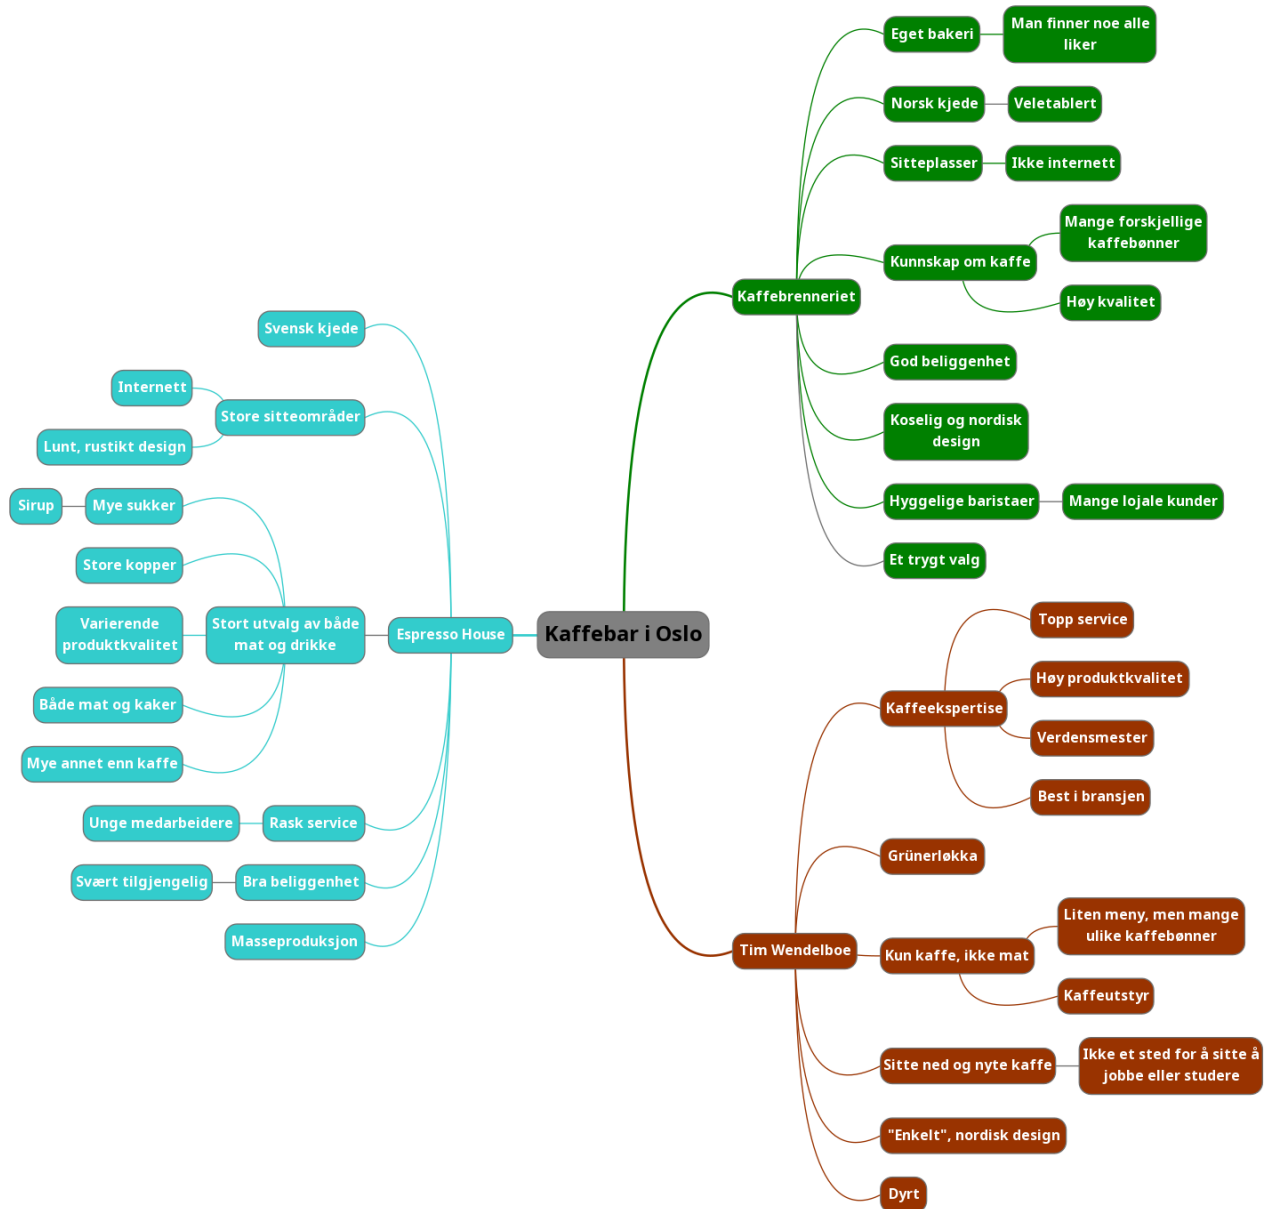 Kaffebar i Oslo
Kaffebrenneriet
Eget bakeri
Man finner noe alle
liker
Norsk kjede
Veletablert
Sitteplasser
Ikke internett
Kunnskap om kaffe
Mange forskjellige
kaffebønner
Høy kvalitet
God beliggenhet
Koselig og nordisk
design
Hyggelige baristaer
Mange lojale kunder
Et trygt valg
Tim Wendelboe
Kaffeekspertise
Topp service
Høy produktkvalitet
Verdensmester
Best i bransjen
Grünerløkka
Kun kaffe, ikke mat
Liten meny, men mange
ulike kaffebønner
Kaffeutstyr
Sitte ned og nyte kaffe
Ikke et sted for å sitte å
jobbe eller studere
"Enkelt", nordisk design
Dyrt
Espresso House
Svensk kjede
Store sitteområder
Internett
Lunt, rustikt design
Stort utvalg av både
mat og drikke
Mye sukker
Sirup
Store kopper
Varierende
produktkvalitet
Både mat og kaker
Mye annet enn kaffe
Rask service
Unge medarbeidere
Bra beliggenhet
Svært tilgjengelig
Masseproduksjon